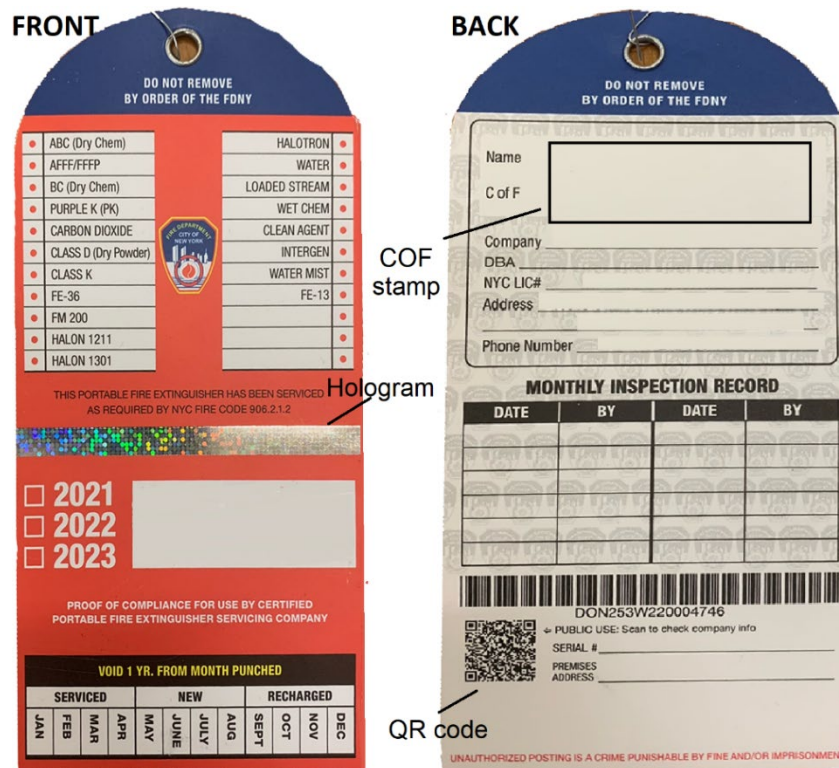 FRONT
DO NOT REMOVE
BY ORDER OF THE FDNY
ABC (Dry Chem)
AFFF/FFFP
BC (Dry Chem)
PURPLE K (PK)
CARBON DIOXIDE
CLASS D (Dry Powder)
CLASS K
FE-36
FM 200
HALON 1211
HALON 1301
HALOTRON
WATER
LOADED STREAM
WET CHEM
CLEAN AGENT
INTERGEN
WATER MIST
FE-13
FIRE DEPARTMENT
CITY OF
NEW YORK
THIS PORTABLE FIRE EXTINGUISHER HAS BEEN SERVICED
AS REQUIRED BY NYC FIRE CODE 906.2.1.2
Hologram
2021
2022
2023
PROOF OF COMPLIANCE FOR USE BY CERTIFIED
PORTABLE FIRE EXTINGUISHER SERVICING COMPANY
VOID 1 YR. FROM MONTH PUNCHED
SERVICED NEW RECHARGED
JAN FEB MAR APR MAY JUNE JULY AUG SEPT OCT NOV DEC
BACK
DO NOT REMOVE
BY ORDER OF THE FDNY
Name
C of F
COF
stamp
Company
DBA
NYC LIC#
Address
Phone Number
MONTHLY INSPECTION RECORD
DATE BY DATE BY
DON253W220004746
← PUBLIC USE: Scan to check company info
SERIAL #
PREMISES
ADDRESS
QR code
UNAUTHORIZED POSTING IS A CRIME PUNISHABLE BY FINE AND/OR IMPRISONMEN